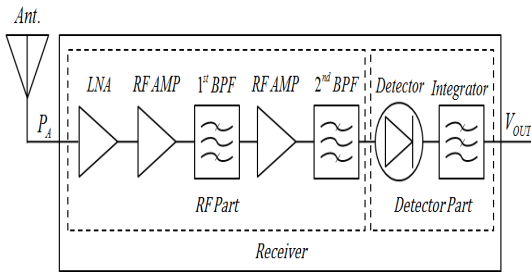 Ant.
LNA
RF AMP
1st BPF
RF AMP
2nd BPF
Detector
Integrator
PA
VOUT
RF Part
Detector Part
Receiver